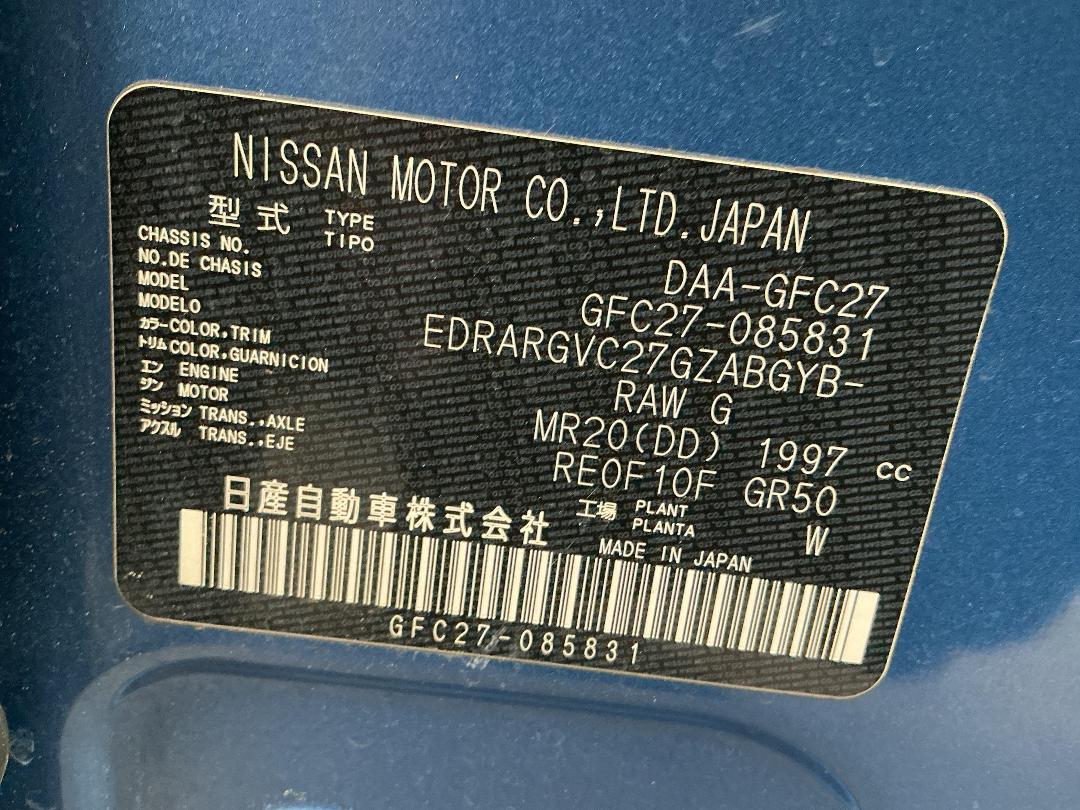 NISSAN MOTOR CO.,LTD.JAPAN
型式 TYPE TIPO DAA-GFC27
CHASSIS NO.
NO.DE CHASIS GFC27-085831
MODEL
MODELO EDRARGVC27GZABGYB-
カラー COLOR,TRIM
トリム COLOR,GUARNICION RAW G
エン ENGINE
ジン MOTOR MR20(DD) 1997 cc
ミッション TRANS.,AXLE
アクスル TRANS.,EJE RE0F10F GR50
工場 PLANT
PLANTA W
日産自動車株式会社 MADE IN JAPAN
GFC27-085831